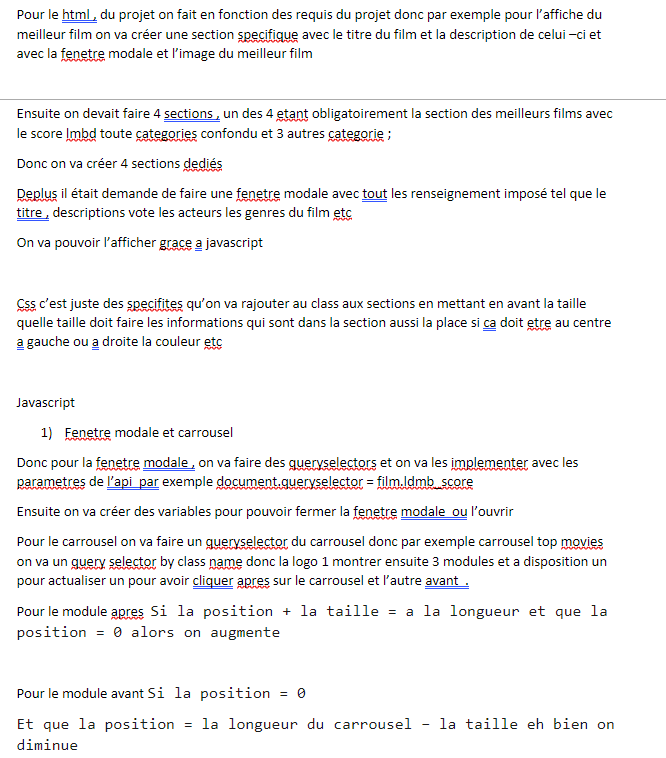 Pour le html , du projet on fait en fonction des requis du projet donc par exemple pour l'affiche du
meilleur film on va créer une section specifique avec le titre du film et la description de celui –ci et
avec la fenetre modale et l'image du meilleur film
Ensuite on devait faire 4 sections , un des 4 etant obligatoirement la section des meilleurs films avec
le score Imbd toute categories confondu et 3 autres categorie ;
Donc on va créer 4 sections dediés
Deplus il était demande de faire une fenetre modale avec tout les renseignement imposé tel que le
titre , descriptions vote les acteurs les genres du film etc
On va pouvoir l'afficher grace a javascript
Css c'est juste des specifites qu'on va rajouter au class aux sections en mettant en avant la taille
quelle taille doit faire les informations qui sont dans la section aussi la place si ca doit etre au centre
a gauche ou a droite la couleur etc
Javascript
1) Fenetre modale et carrousel
Donc pour la fenetre modale , on va faire des queryselectors et on va les implementer avec les
parametres de l'api par exemple document.queryselector = film.Idmb_score
Ensuite on va créer des variables pour pouvoir fermer la fenetre modale ou l'ouvrir
Pour le carrousel on va faire un queryselector du carrousel donc par exemple carrousel top movies
on va un query selector by class name donc la logo 1 montrer ensuite 3 modules et a disposition un
pour actualiser un pour avoir cliquer apres sur le carrousel et l'autre avant .
Pour le module apres Si la position + la taille = a la longueur et que la
position = 0 alors on augmente
Pour le module avant Si la position = 0
Et que la position = la longueur du carrousel – la taille eh bien on
diminue